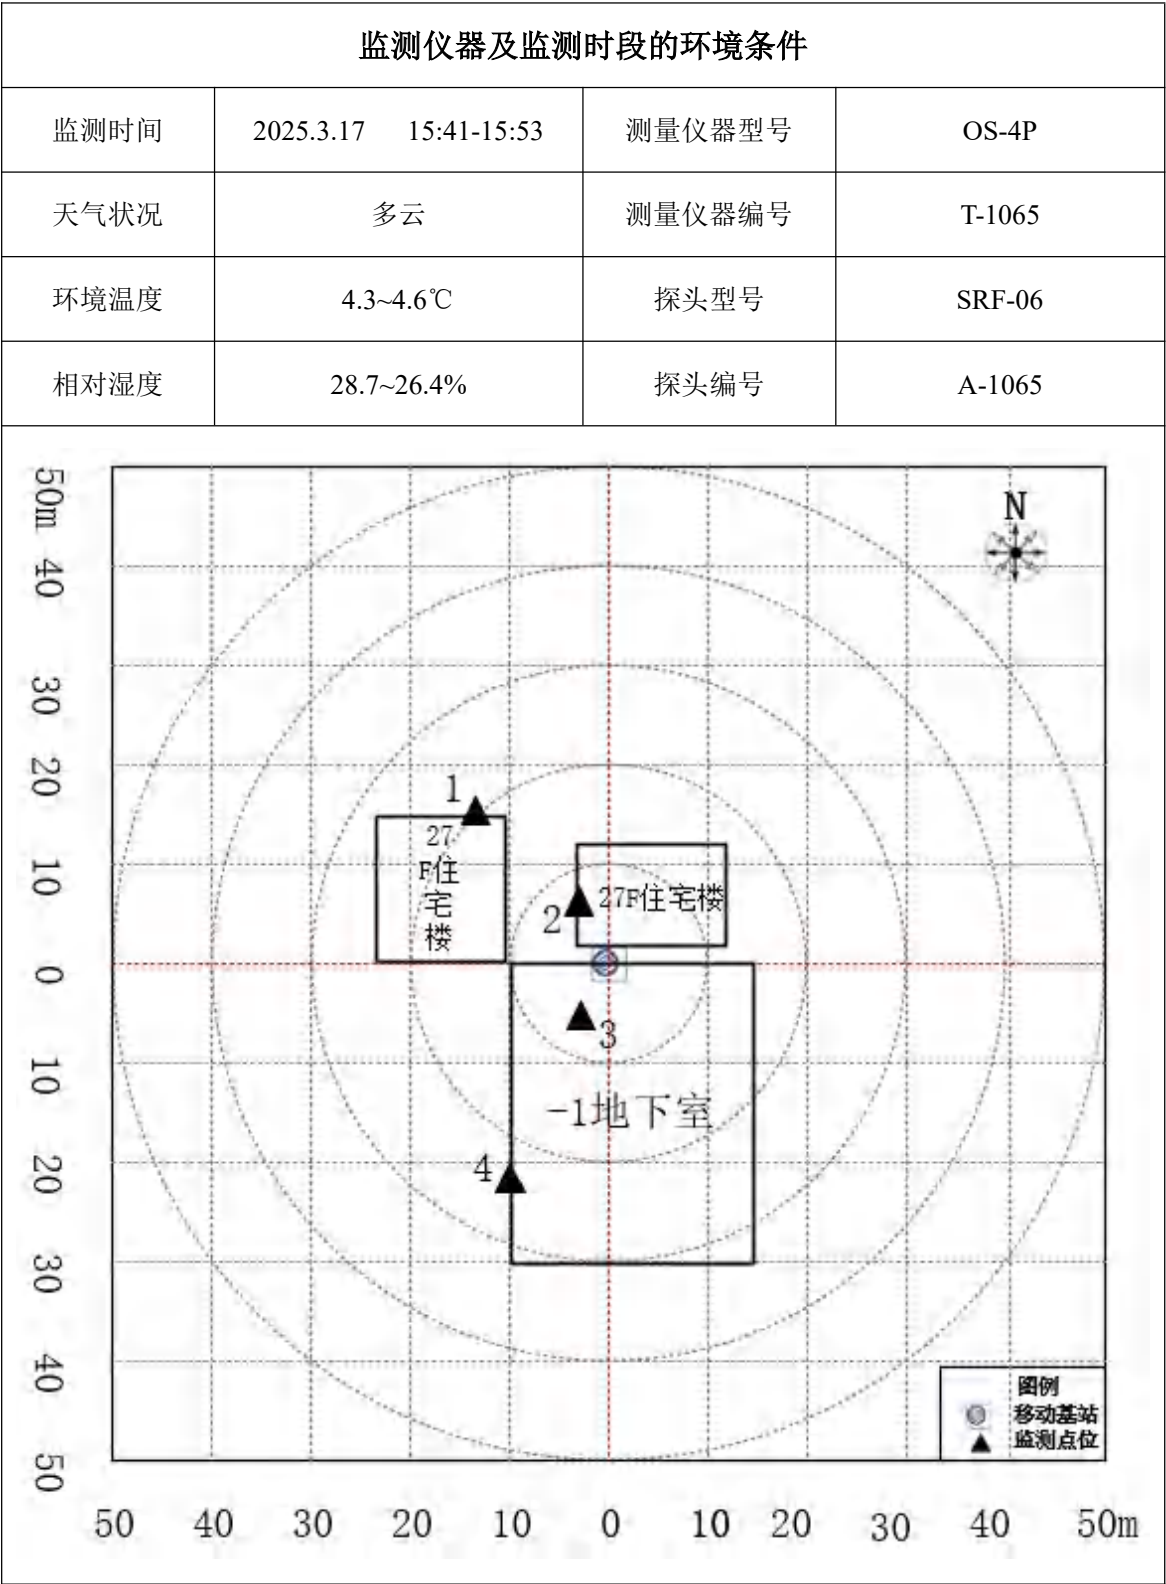 监测仪器及监测时段的环境条件
监测时间 2025.3.17 15:41-15:53 测量仪器型号 OS-4P
天气状况 多云 测量仪器编号 T-1065
环境温度 4.3~4.6℃ 探头型号 SRF-06
相对湿度 28.7~26.4% 探头编号 A-1065
50m
40
30
20
10
0
10
20
30
40
50
N
1
27
F住
宅
楼
2
27F住宅楼
3
-1地下室
4
图例
移动基站
监测点位
50 40 30 20 10 0 10 20 30 40 50m